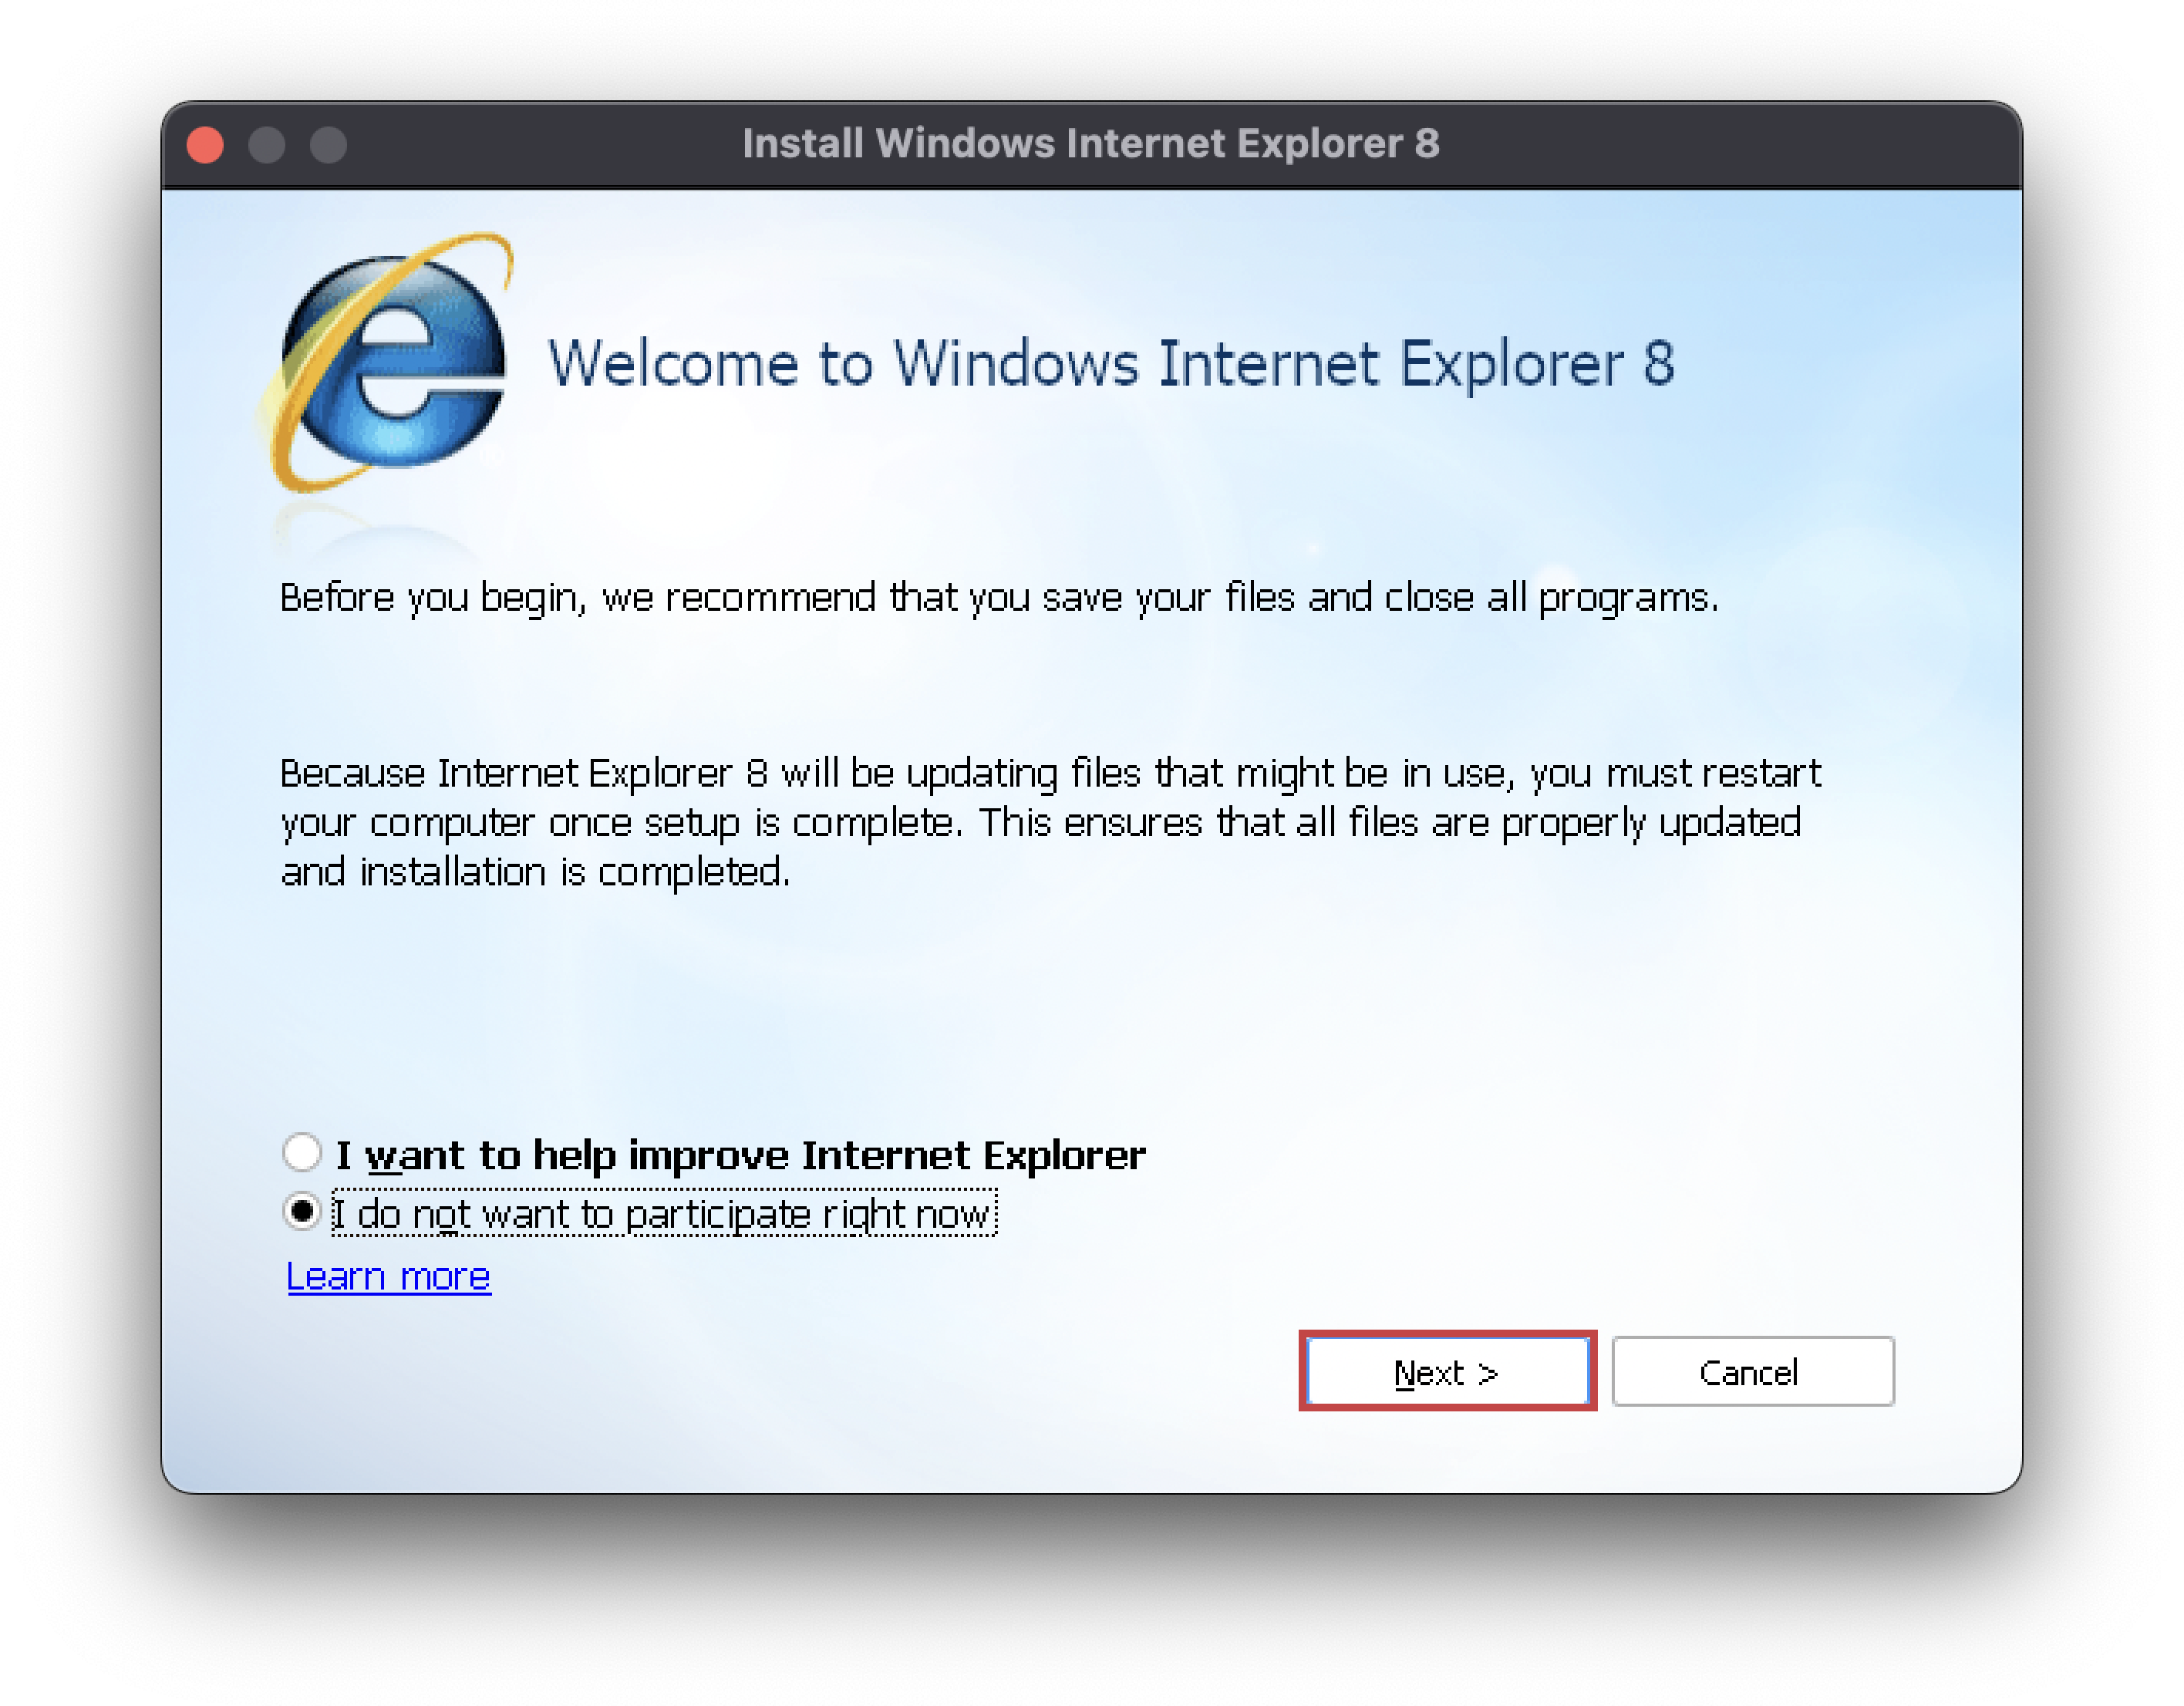 Install Windows Internet Explorer 8
Welcome to Windows Internet Explorer 8
Before you begin, we recommend that you save your files and close all programs.
Because Internet Explorer 8 will be updating files that might be in use, you must restart
your computer once setup is complete. This ensures that all files are properly updated
and installation is completed.
I want to help improve Internet Explorer
I do not want to participate right now
Learn more
Next >
Cancel